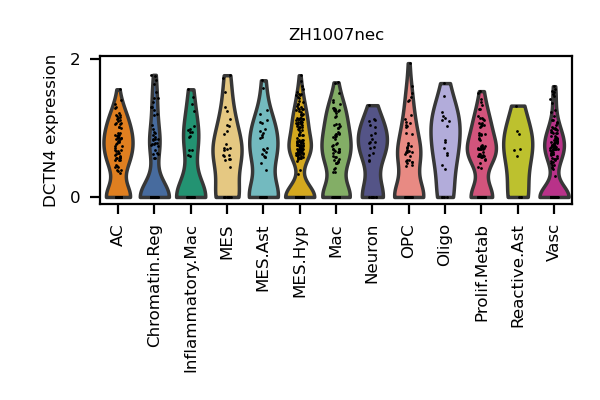 ZH1007nec
DCTN4 expression
2
0
AC
Chromatin.Reg
Inflammatory.Mac
MES
MES.Ast
MES.Hyp
Mac
Neuron
OPC
Oligo
Prolif.Metab
Reactive.Ast
Vasc